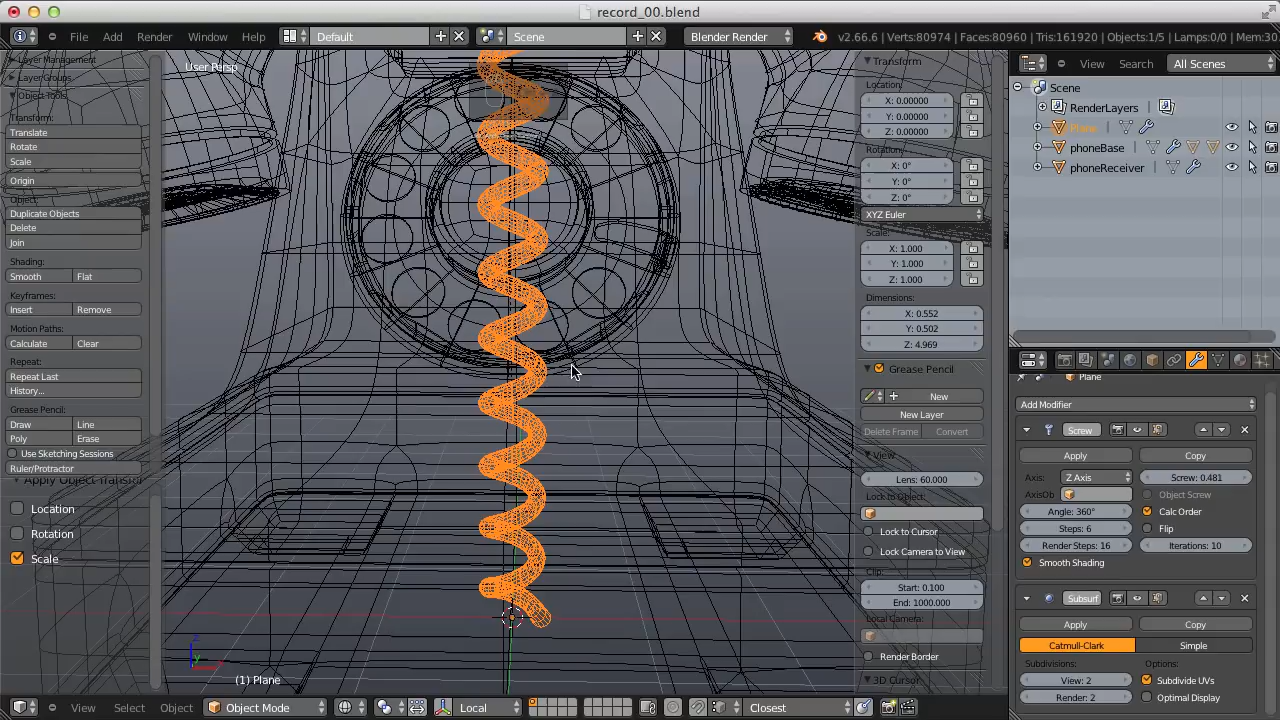 record_00.blend
File Add Render Window Help Default Scene Blender Render v2.66.6 | Verts:80974 | Faces:80960 | Tris:161920 | Objects:1/5 | Lamps:0/0 | Mem:30.
View Search All Scenes
Layer Management
Layer Groups
Object Tools
Transform:
Translate
Rotate
Scale
Origin
Object:
Duplicate Objects
Delete
Join
Shading:
Smooth Flat
Keyframes:
Insert Remove
Motion Paths:
Calculate Clear
Repeat:
Repeat Last
History...
Grease Pencil:
Draw Line
Poly Erase
Use Sketching Sessions
Ruler/Protractor
Apply Object Transfo
Location
Rotation
Scale
User Persp
z
y
(1) Plane
Transform
Location:
X: 0.00000
Y: 0.00000
Z: 0.00000
Rotation:
X: 0°
Y: 0°
Z: 0°
XYZ Euler
Scale:
X: 1.000
Y: 1.000
Z: 1.000
Dimensions:
X: 0.552
Y: 0.502
Z: 4.969
Grease Pencil
New
New Layer
Delete Frame Convert
View
Lens: 60.000
Lock to Object:
Lock to Cursor
Lock Camera to View
Clip:
Start: 0.100
End: 1000.000
Local Camera:
Render Border
3D Cursor
Scene
RenderLayers
Plane
phoneBase
phoneReceiver
Plane
Add Modifier
Screw
Apply Copy
Axis: Z Axis Screw: 0.481
AxisOb Object Screw
Angle: 360° Calc Order
Steps: 6 Flip
Render Steps: 16 Iterations: 10
Smooth Shading
Subsurf
Apply Copy
Catmull-Clark Simple
Subdivisions: Options:
View: 2 Subdivide UVs
Render: 2 Optimal Display
View Select Object Object Mode Local Closest